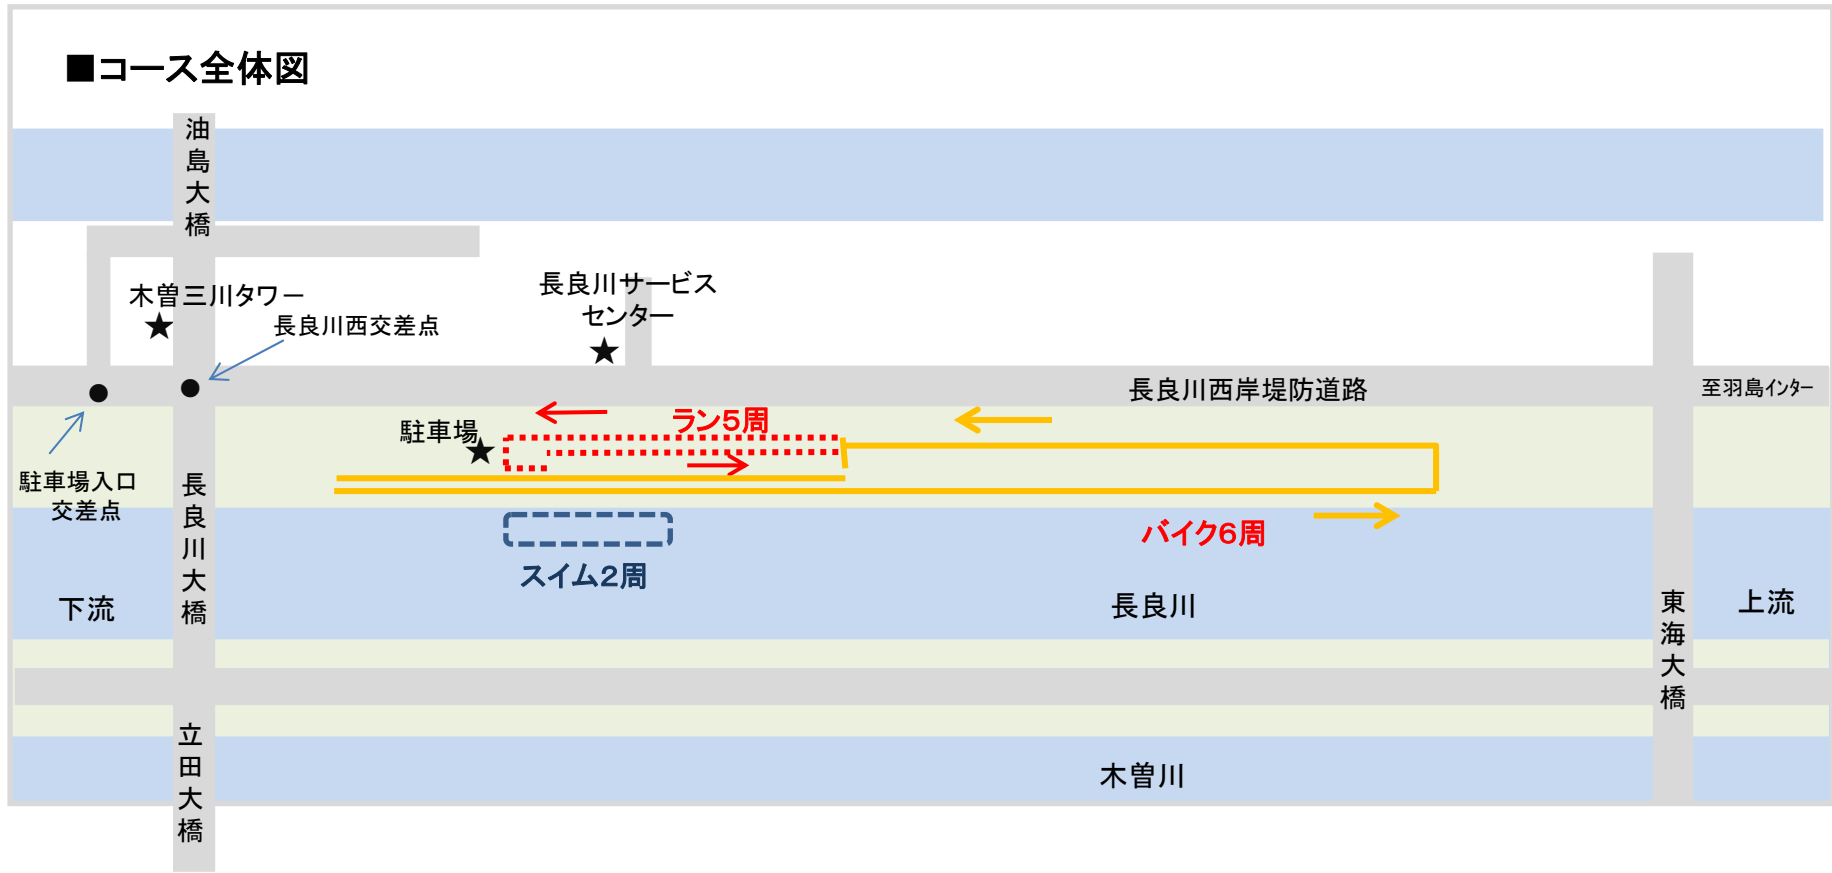 ■コース全体図
油島大橋
木曽三川タワー
長良川サービス
センター
長良川西交差点
長良川西岸堤防道路
至羽島インター
ラン5周
駐車場
駐車場入口
交差点
長良川大橋
バイク6周
スイム2周
下流
長良川
東海大橋
上流
立田大橋
木曽川